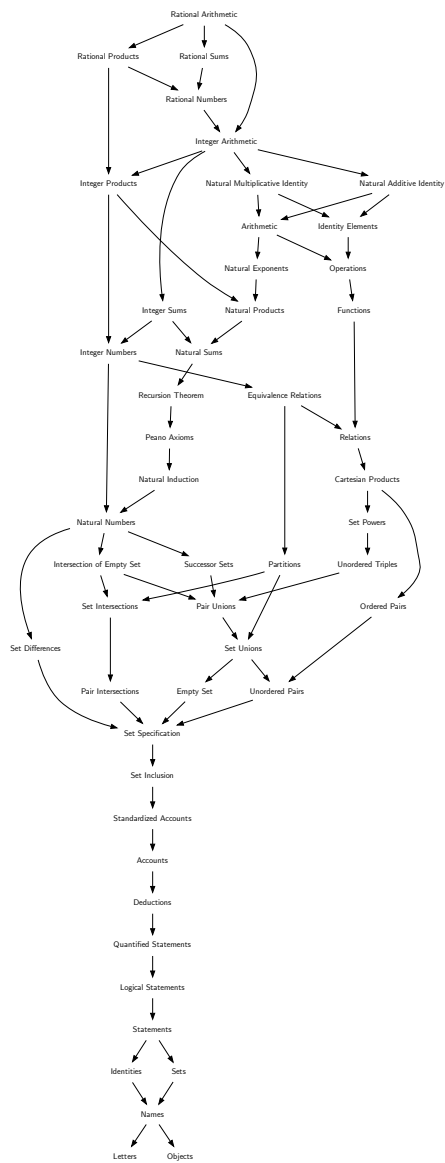 Rational Arithmetic
Rational Products
Rational Sums
Rational Numbers
Integer Arithmetic
Integer Products
Natural Multiplicative Identity
Natural Additive Identity
Arithmetic
Identity Elements
Natural Exponents
Operations
Integer Sums
Natural Products
Functions
Integer Numbers
Natural Sums
Recursion Theorem
Equivalence Relations
Peano Axioms
Relations
Natural Induction
Cartesian Products
Natural Numbers
Set Powers
Intersection of Empty Set
Successor Sets
Partitions
Unordered Triples
Set Intersections
Pair Unions
Ordered Pairs
Set Differences
Set Unions
Pair Intersections
Empty Set
Unordered Pairs
Set Specification
Set Inclusion
Standardized Accounts
Accounts
Deductions
Quantified Statements
Logical Statements
Statements
Identities
Sets
Names
Letters
Objects